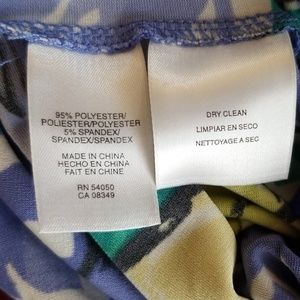 95% POLYESTER/
POLIESTER/POLYESTER
5% SPANDEX/
SPANDEX/SPANDEX
MADE IN CHINA
HECHO EN CHINA
FAIT EN CHINE
RN 54050
CA 08349
DRY CLEAN
LIMPIAR EN SECO
NETTOYAGE A SEC